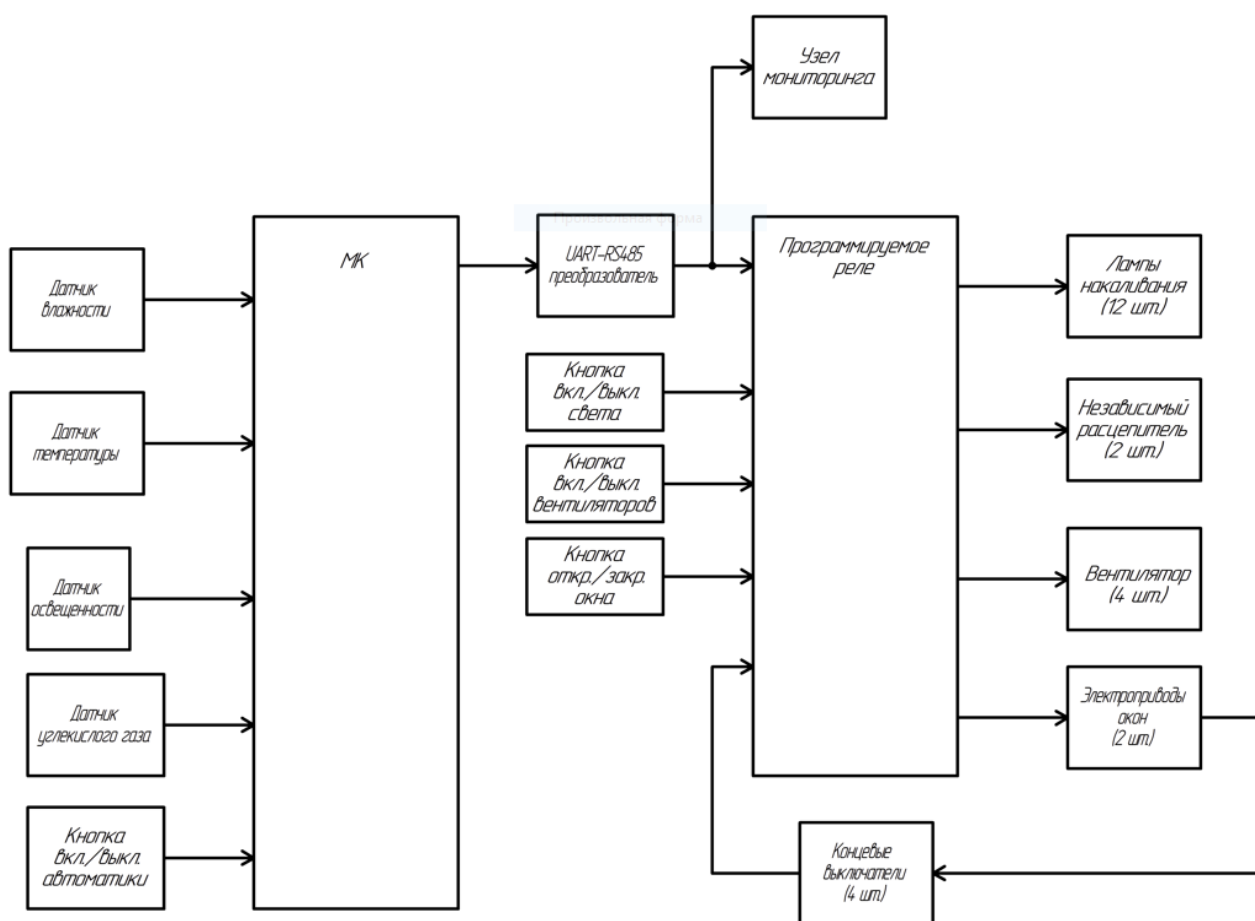 Узел
мониторинга
Произвольная форма
МК
UART-RS485
преобразователь
Программируемое
реле
Датчик
влажности
Лампы
накаливания
(12 шт.)
Кнопка
вкл./выкл.
света
Датчик
температуры
Независимый
расцепитель
(2 шт.)
Кнопка
вкл./выкл.
вентиляторов
Кнопка
откр./закр.
окна
Датчик
освещенности
Вентилятор
(4 шт.)
Датчик
углекислого газа
Электроприводы
окон
(2 шт.)
Кнопка
вкл./выкл.
автоматики
Концевые
выключатели
(4 шт.)